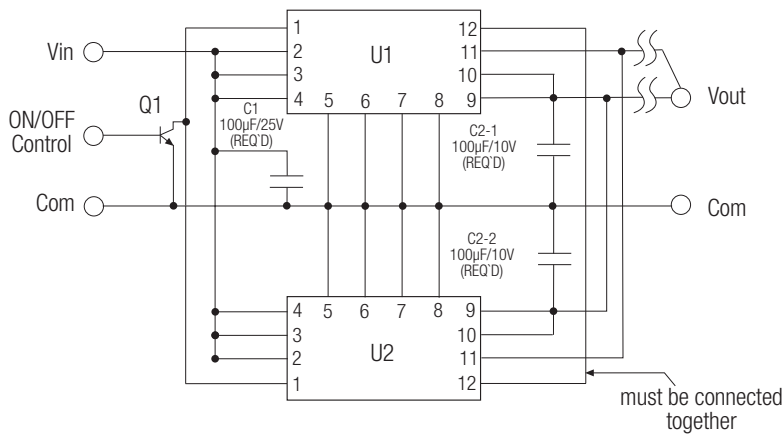 1
12
Vin
2
11
U1
3
10
4
9
5
6
7
8
Q1
C1
100µF/25V
(REQ`D)
C2-1
100µF/10V
(REQ`D)
Vout
ON/OFF
Control
Com
Com
C2-2
100µF/10V
(REQ`D)
4
5
6
7
8
9
3
10
U2
2
11
1
12
must be connected
together